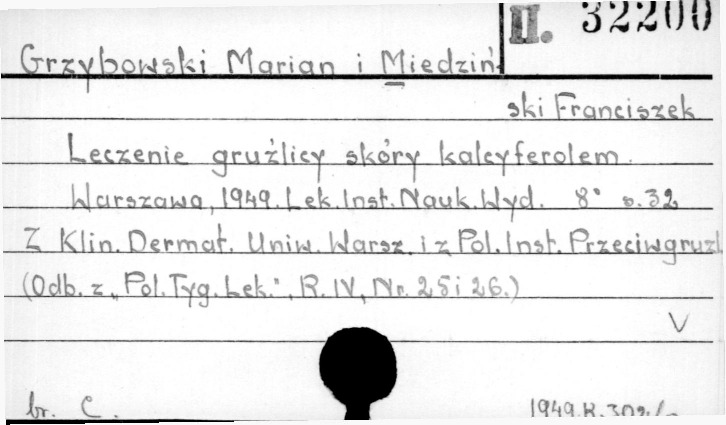 II. 32200
Grzybowski Marian i Miedziń-
ski Franciszek
Leczenie gruźlicy skóry kalcyferolem.
Warszawa, 1949. Lek. Inst. Nauk. Wyd. 8° s. 32
Z Klin. Dermat. Uniw. Warsz. i z Pol. Inst. Przeciwgruźl.
(Odb. z „Pol. Tyg. Lek.", R. IV, Nr. 25 i 26.)
V
br. C. 1949.K.